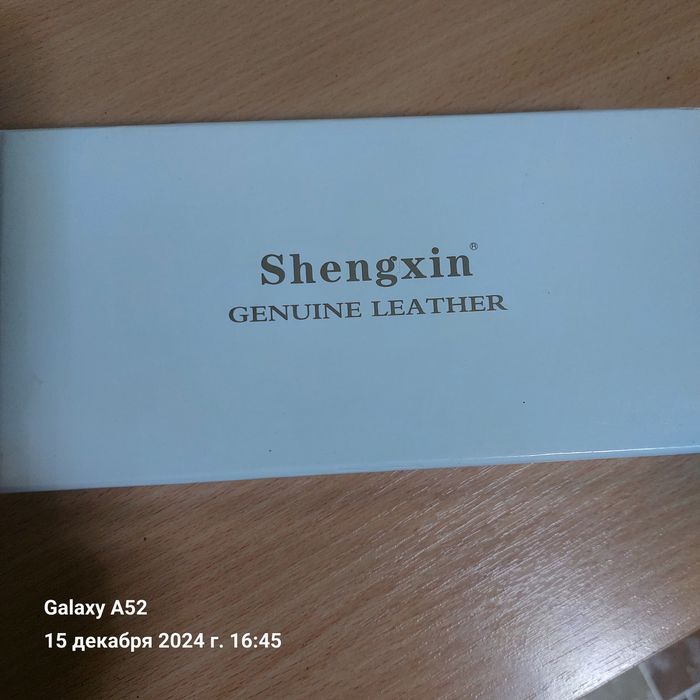 Shengxin®
GENUINE LEATHER
Galaxy A52
15 декабря 2024 г. 16:45